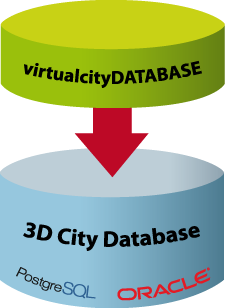 virtualcityDATABASE
3D City Database
PostgreSQL
ORACLE®